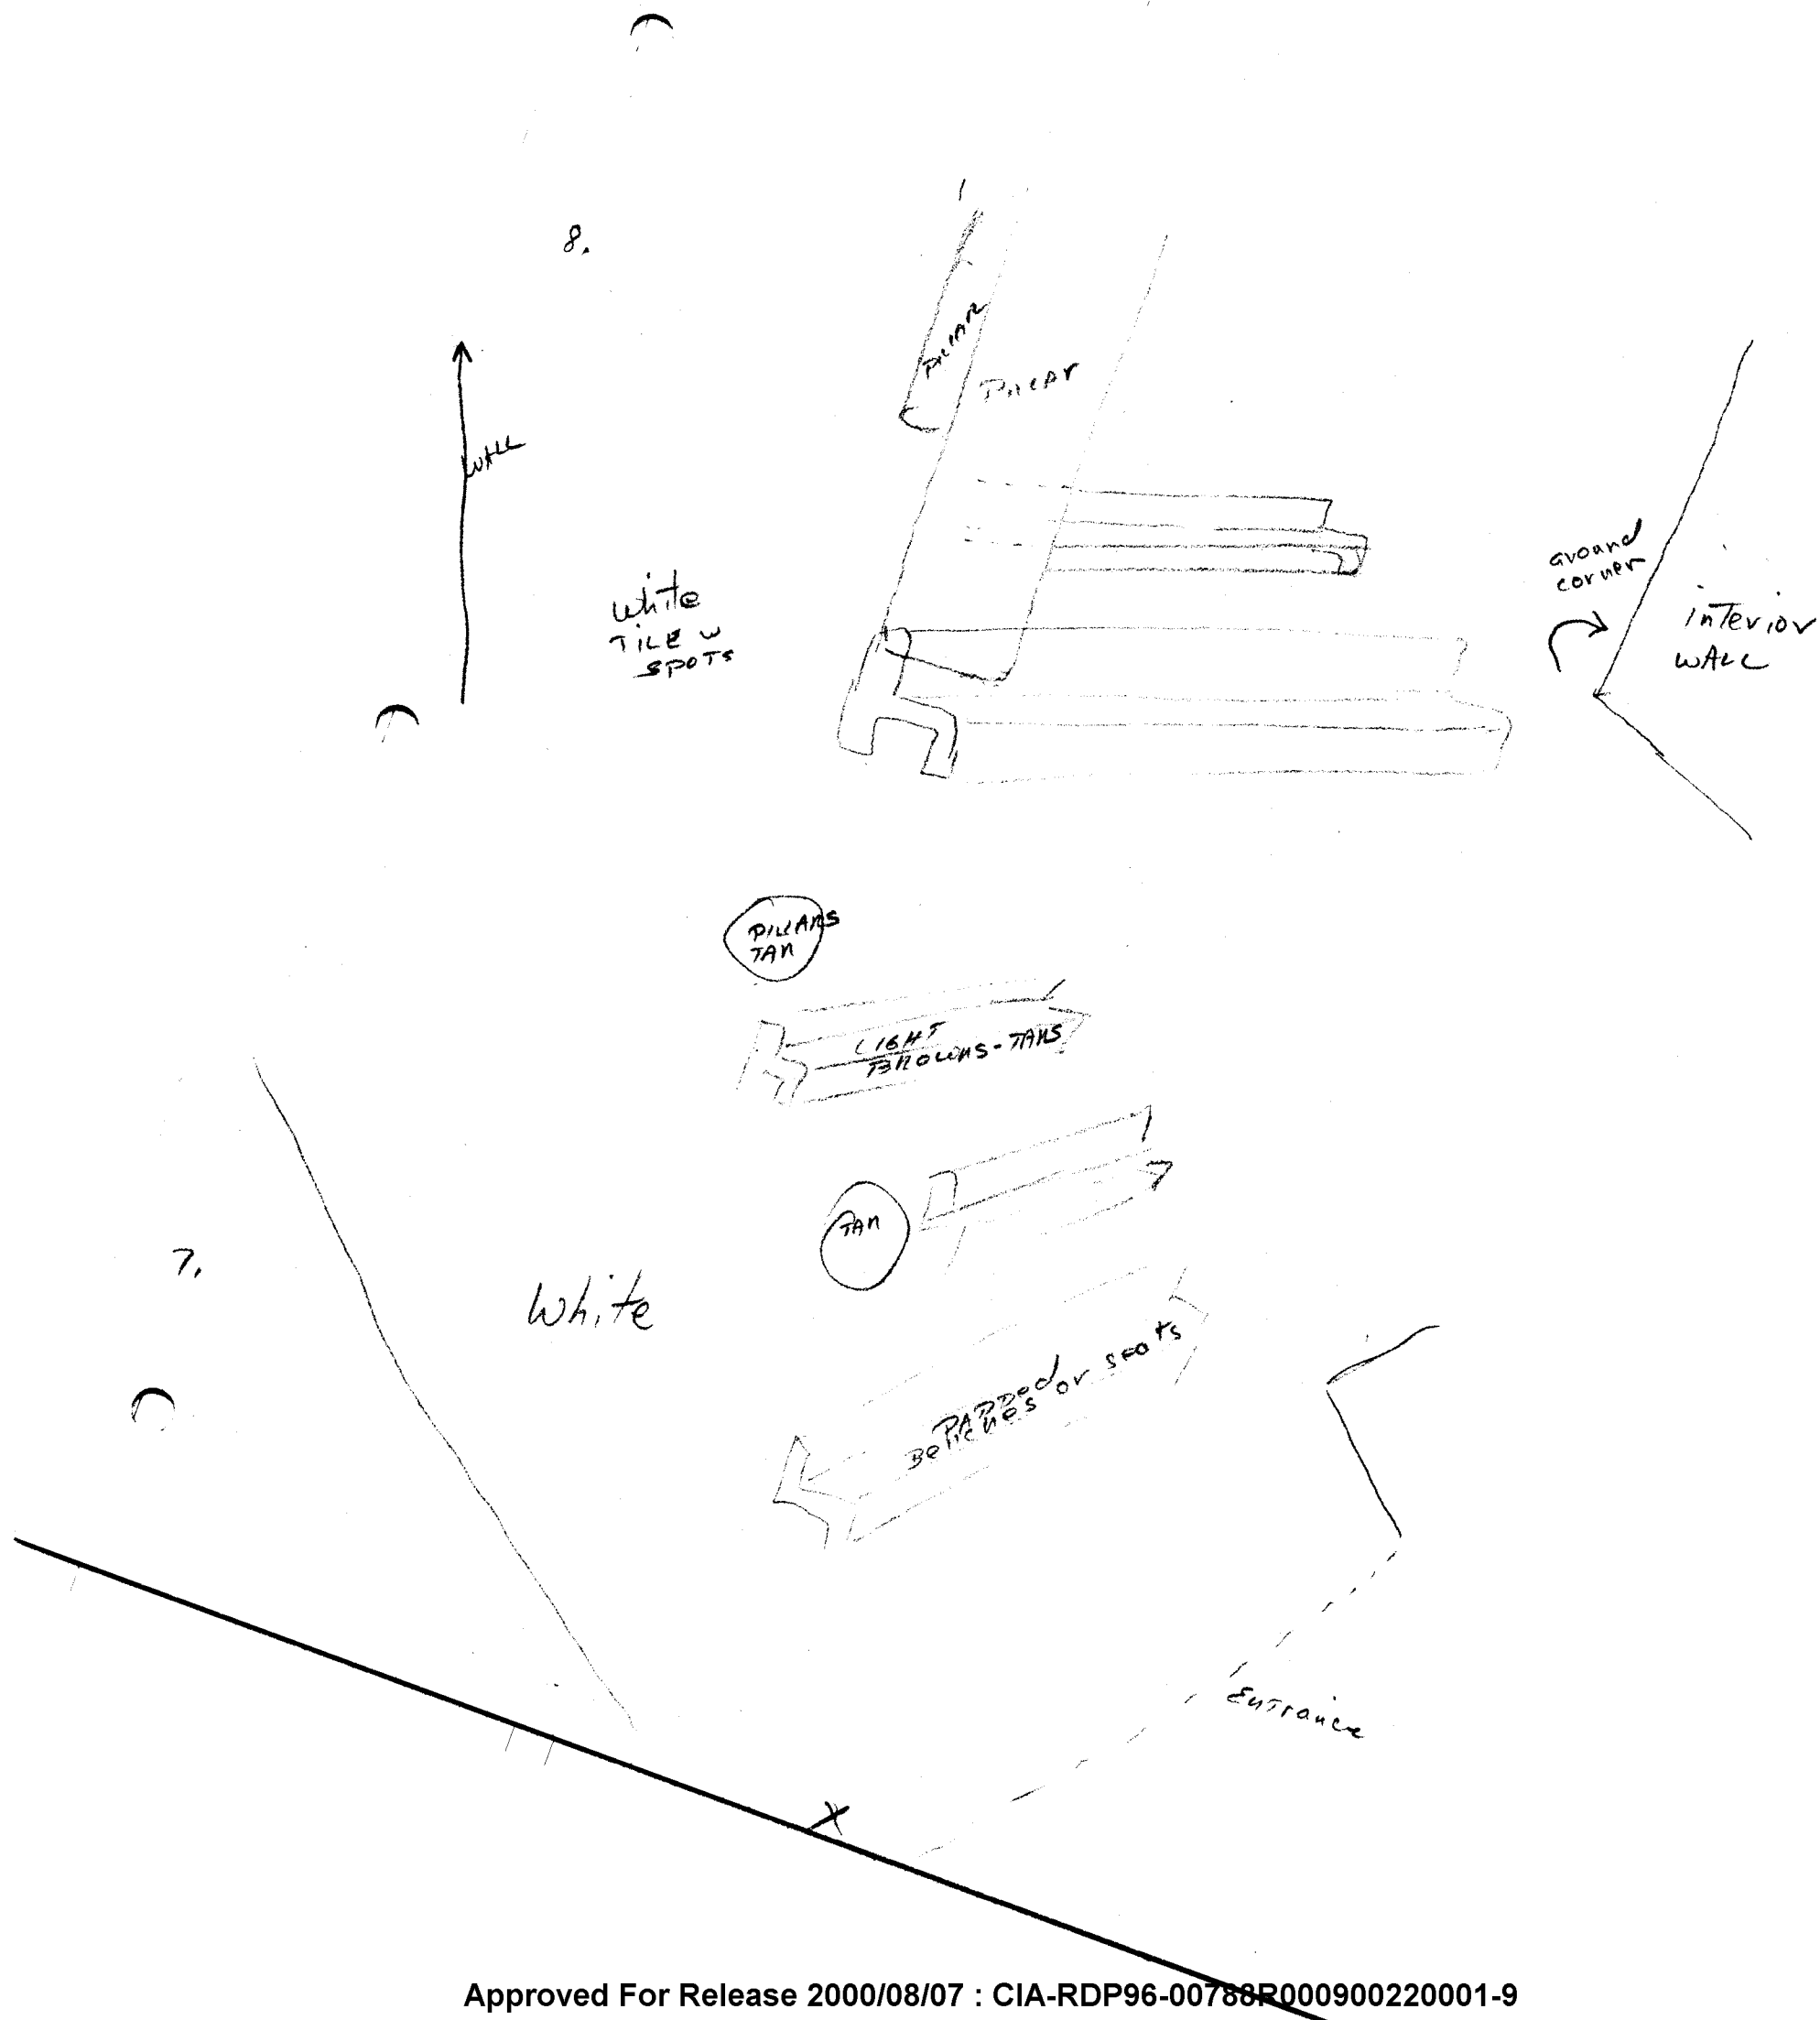 8.
PILLAR
PILLAR
WALL
around
corner
White
TILE W
SPOTS
interior
WALL
PILLARS
TAN
LIGHT
BROWNS-TANS
TAN
7.
White
PADDed
Benches or seats
Entrance
X
Approved For Release 2000/08/07 : CIA-RDP96-00788R000900220001-9